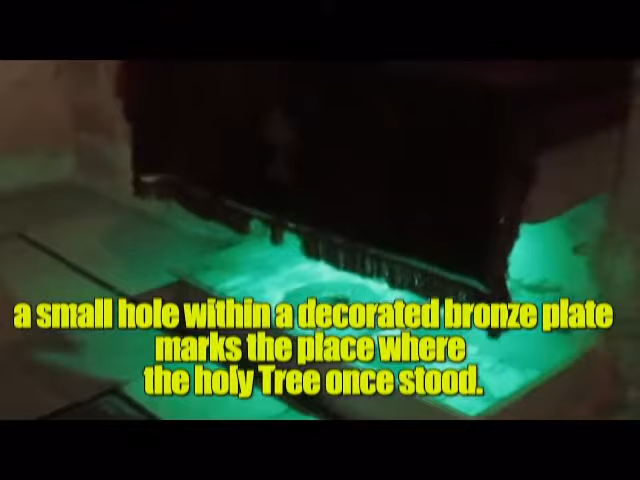 a small hole within a decorated bronze plate
marks the place where
the holy Tree once stood.